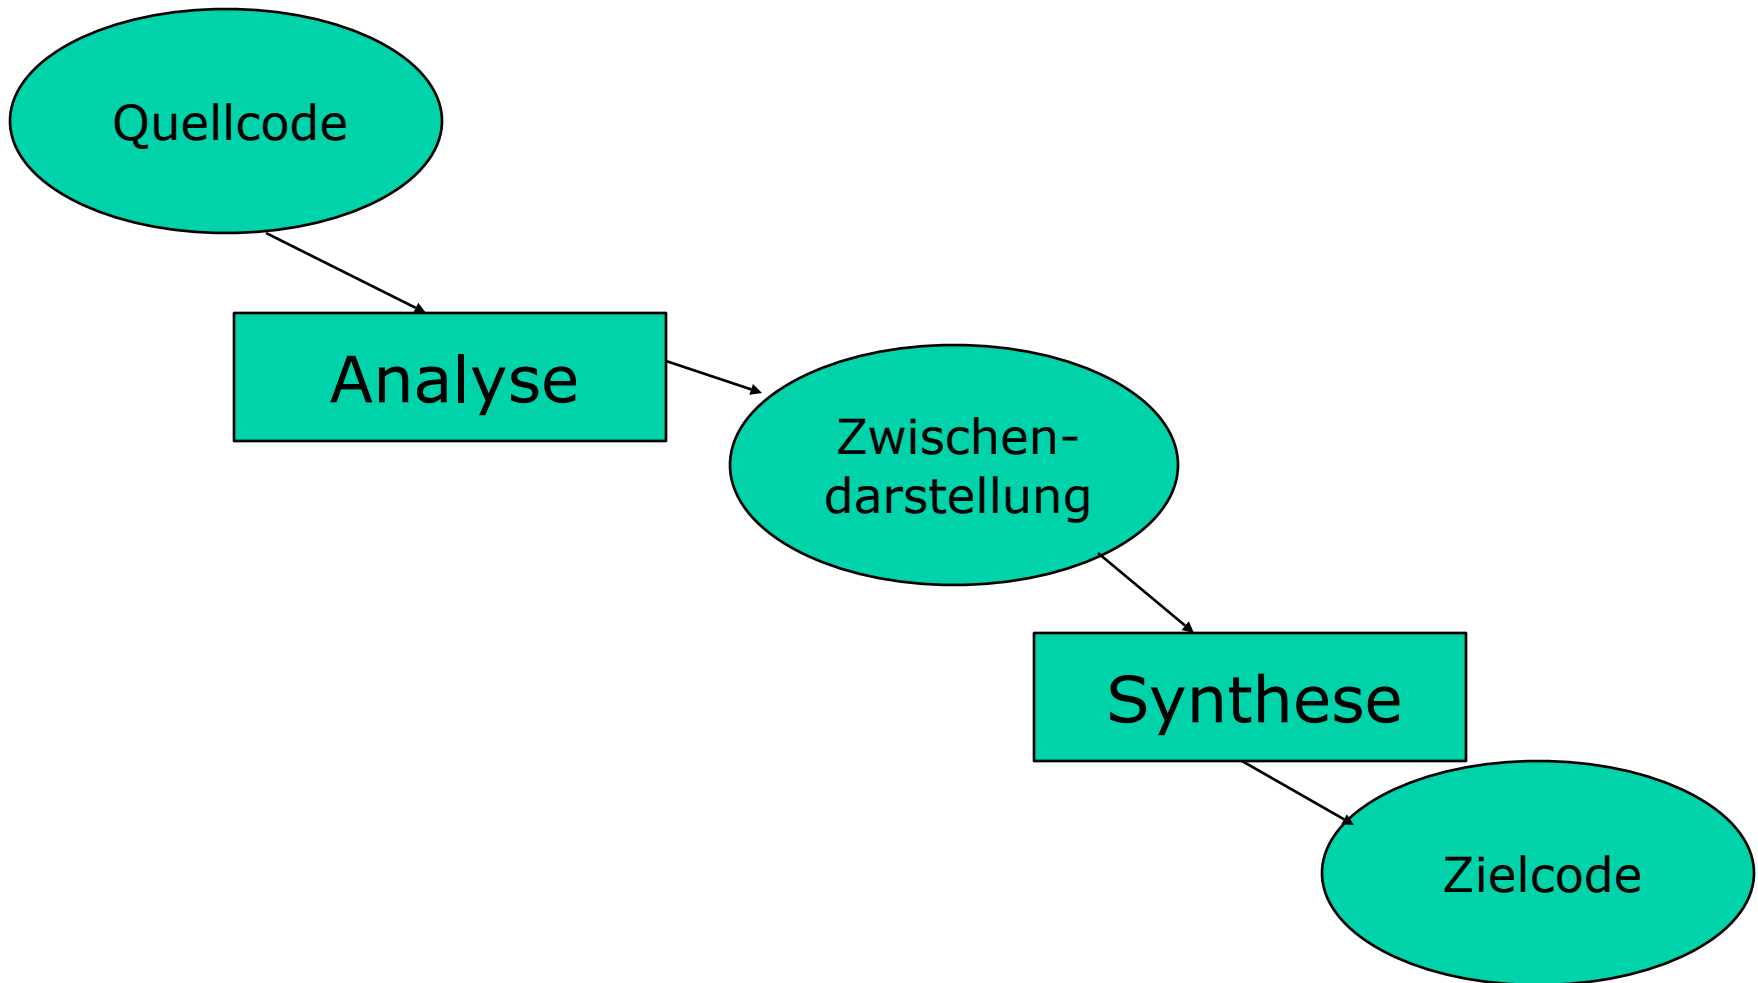 Quellcode
Analyse
Zwischen-
darstellung
Synthese
Zielcode